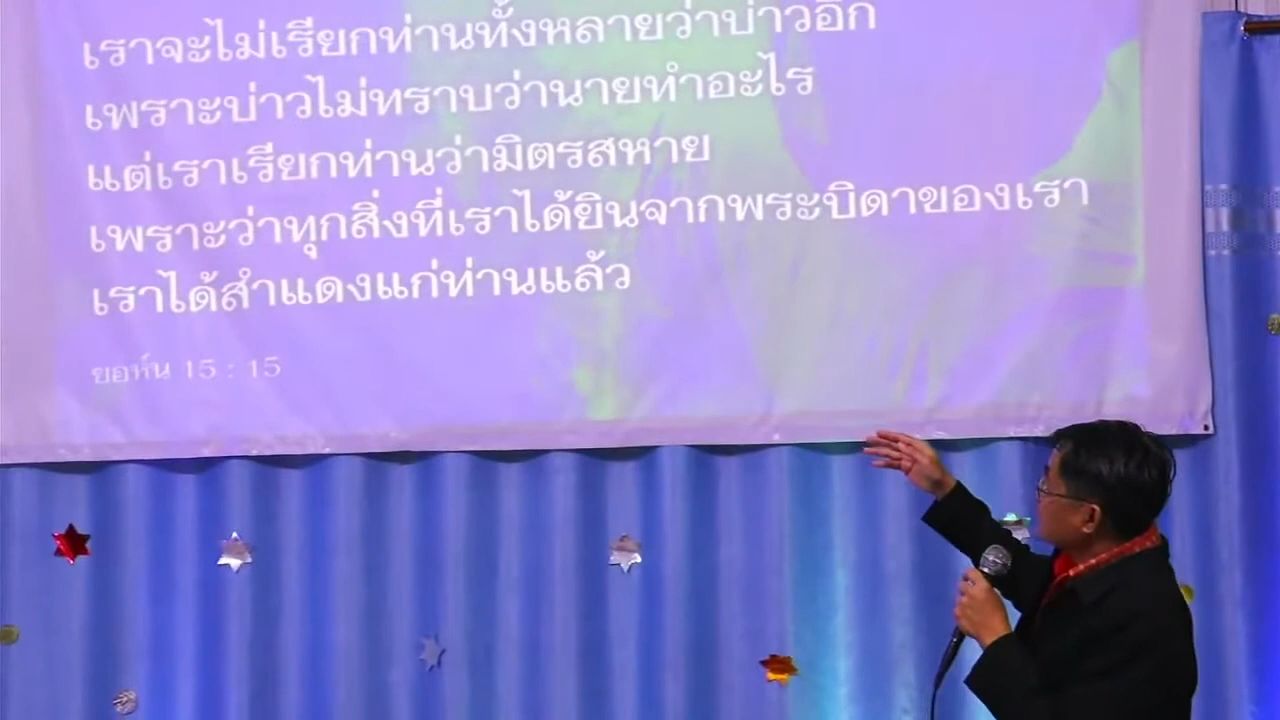 เราจะไม่เรียกท่านทั้งหลายว่าบ่าวอีก
เพราะบ่าวไม่ทราบว่านายทำอะไร
แต่เราเรียกท่านว่ามิตรสหาย
เพราะว่าทุกสิ่งที่เราได้ยินจากพระบิดาของเรา
เราได้สำแดงแก่ท่านแล้ว
ยอห์น 15 : 15